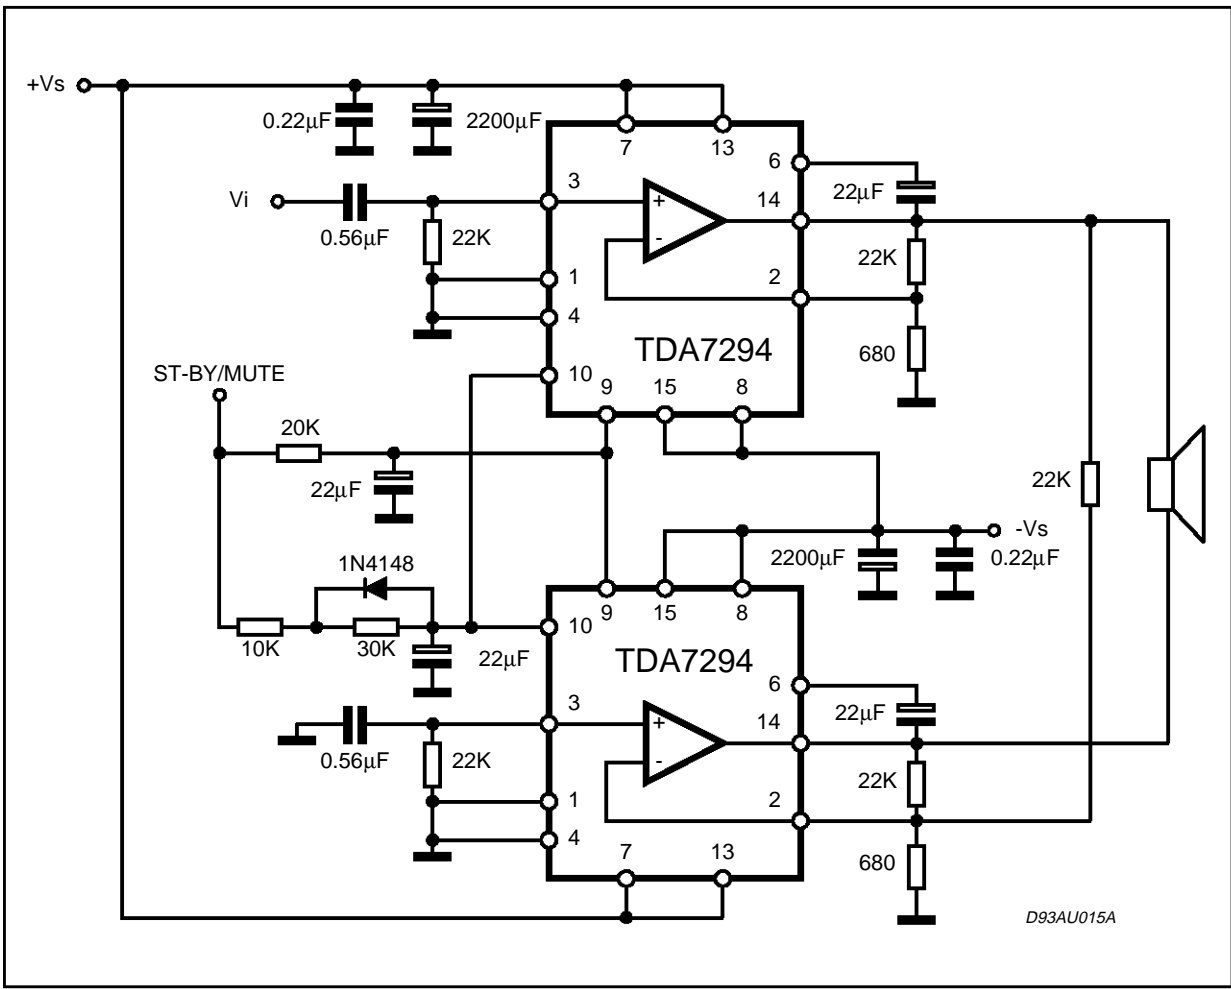 +Vs
0.22μF
2200μF
7
13
6
3
Vi
22μF
14
0.56μF
22K
22K
1
2
4
TDA7294
680
ST-BY/MUTE
10
9
15
8
20K
22μF
22K
-Vs
2200μF
0.22μF
1N4148
9
15
8
10
10K
30K
22μF
TDA7294
6
3
22μF
14
0.56μF
22K
22K
1
2
4
7
13
680
D93AU015A
+
-
+
-